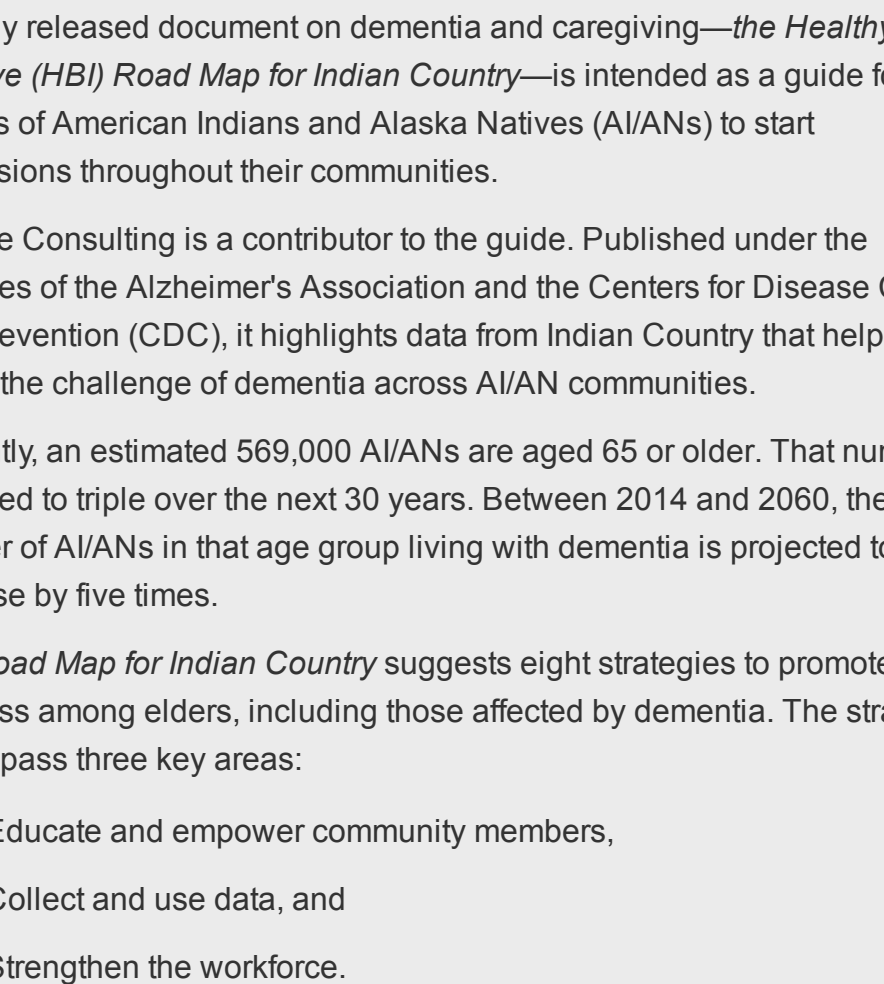 y released document on dementia and caregiving—the Healthy
ve (HBI) Road Map for Indian Country—is intended as a guide f
s of American Indians and Alaska Natives (AI/ANs) to start
sions throughout their communities.
e Consulting is a contributor to the guide. Published under the
es of the Alzheimer's Association and the Centers for Disease
evention (CDC), it highlights data from Indian Country that help
the challenge of dementia across AI/AN communities.
tly, an estimated 569,000 AI/ANs are aged 65 or older. That nu
ed to triple over the next 30 years. Between 2014 and 2060, the
r of AI/ANs in that age group living with dementia is projected to
se by five times.
oad Map for Indian Country suggests eight strategies to promote
ss among elders, including those affected by dementia. The stra
pass three key areas:
Educate and empower community members,
Collect and use data, and
Strengthen the workforce.